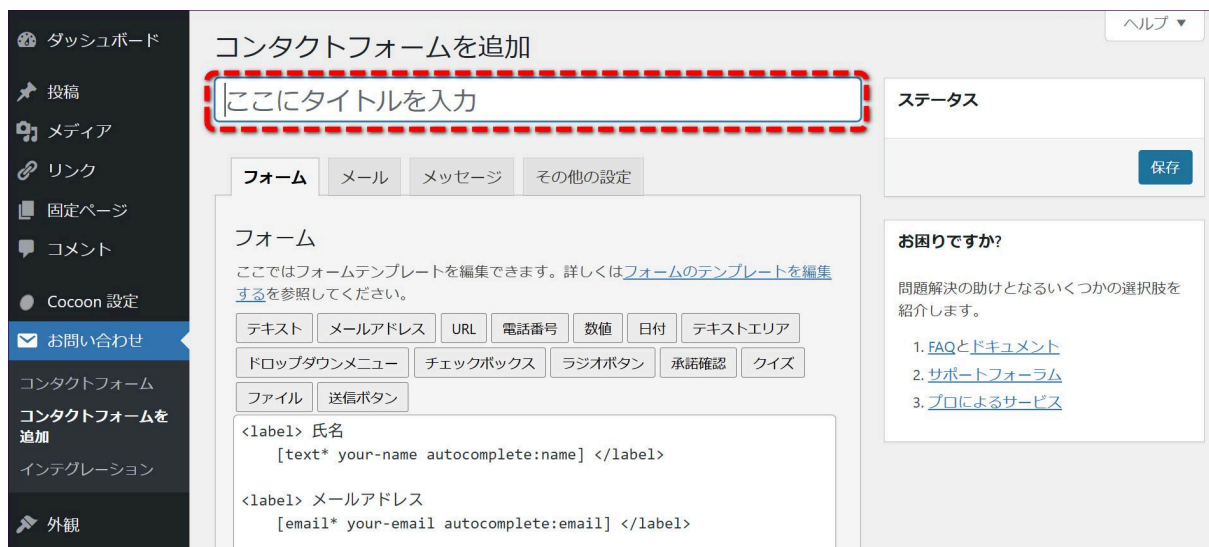 ヘルプ ▼
ダッシュボード
投稿
メディア
リンク
固定ページ
コメント
Cocoon 設定
お問い合わせ
コンタクトフォーム
コンタクトフォームを
追加
インテグレーション
外観
コンタクトフォームを追加
ここにタイトルを入力
フォーム メール メッセージ その他の設定
フォーム
ここではフォームテンプレートを編集できます。詳しくはフォームのテンプレートを編集
するを参照してください。
テキスト メールアドレス URL 電話番号 数値 日付 テキストエリア
ドロップダウンメニュー チェックボックス ラジオボタン 承諾確認 クイズ
ファイル 送信ボタン
<label> 氏名
    [text* your-name autocomplete:name] </label>
<label> メールアドレス
    [email* your-email autocomplete:email] </label>
ステータス
保存
お困りですか?
問題解決の助けとなるいくつかの選択肢を
紹介します。
1. FAQとドキュメント
2. サポートフォーラム
3. プロによるサービス